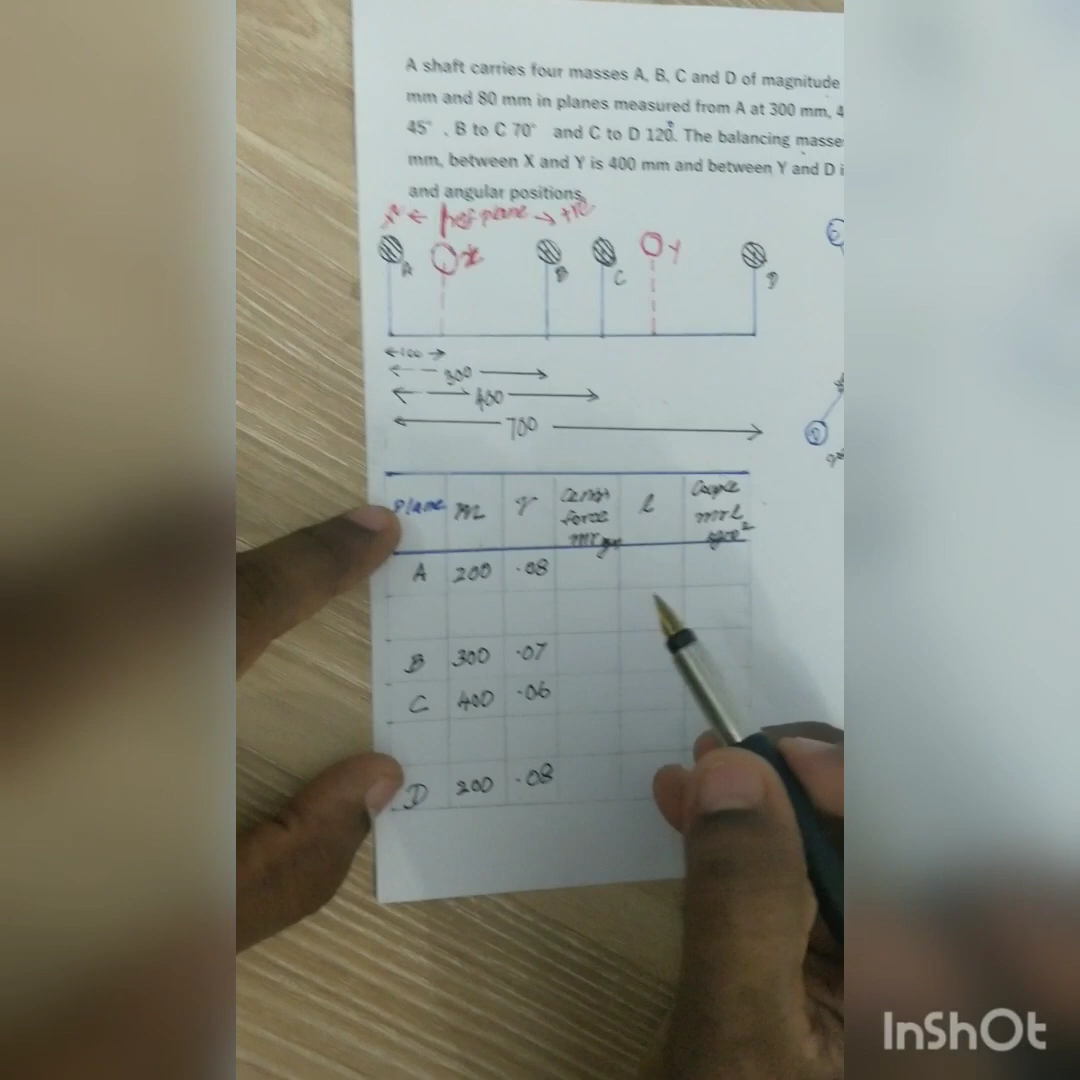 A shaft carries four masses A, B, C and D of magnitude
mm and 80 mm in planes measured from A at 300 mm, 4
45° , B to C 70° and C to D 120°. The balancing masse
mm, between X and Y is 400 mm and between Y and D i
and angular positions.
← Ref plane → +ve
A X B C Y D
100
300
400
700
Plane m r Cent force mr l Couple mrl
A 200 .08
B 300 .07
C 400 .06
D 200 .08
InShOt